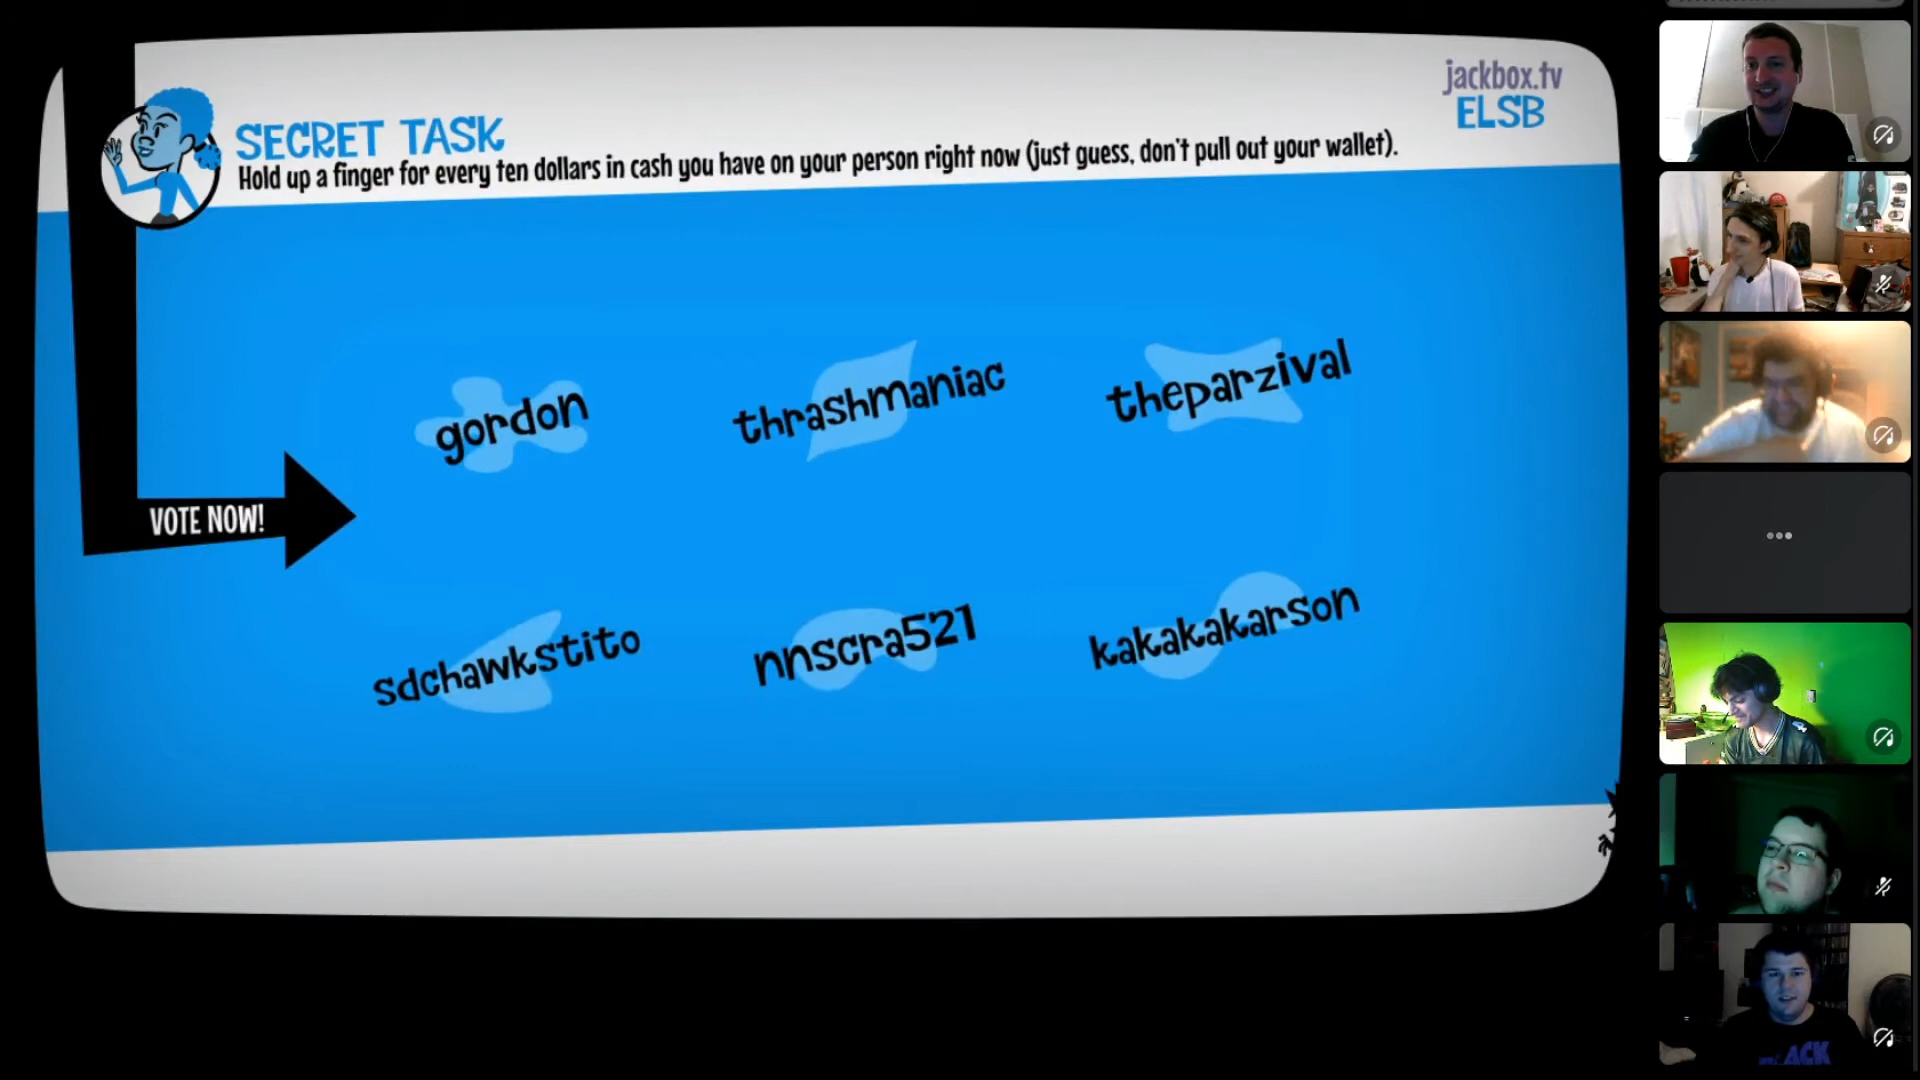 jackbox.tv
ELSB
SECRET TASK
Hold up a finger for every ten dollars in cash you have on your person right now (just guess, don't pull out your wallet).
gordon
thrashmaniac
theparzival
VOTE NOW!
sdchawkstito
nnscra521
kakakakarson